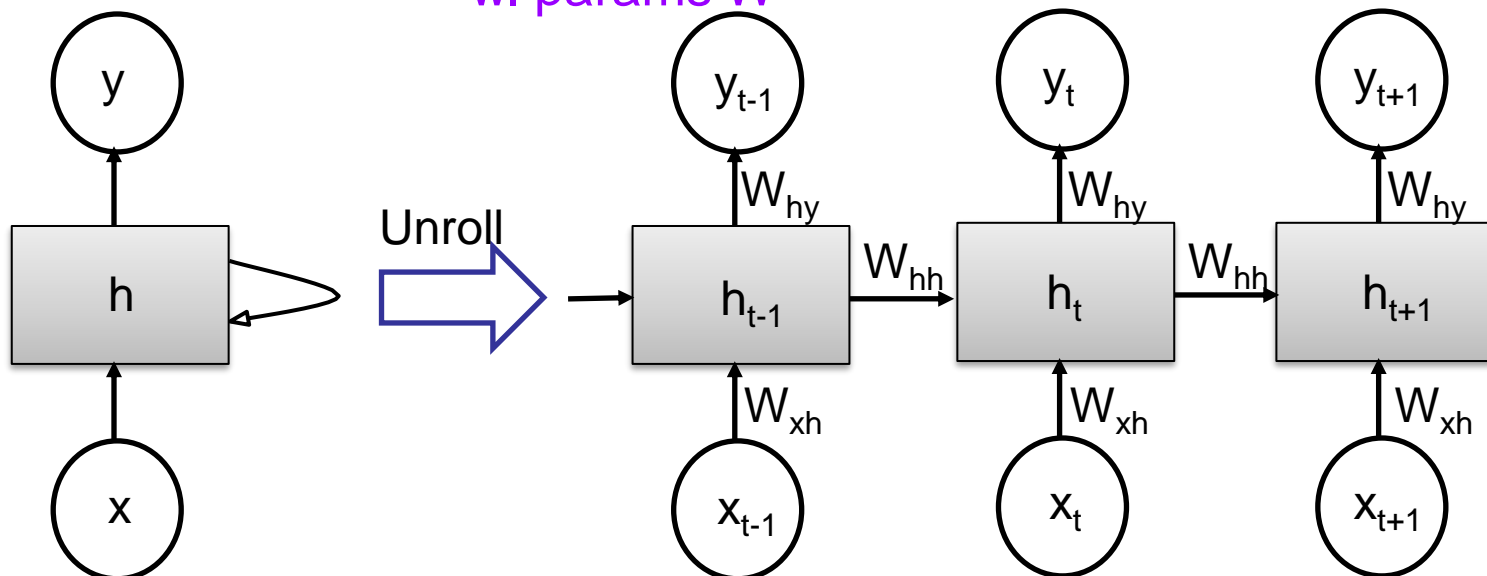 w. params W
y y_{t-1} y_t y_{t+1}
W_{hy} W_{hy} W_{hy}
Unroll
W_{hh} W_{hh}
h h_{t-1} h_t h_{t+1}
W_{xh} W_{xh} W_{xh}
x x_{t-1} x_t x_{t+1}